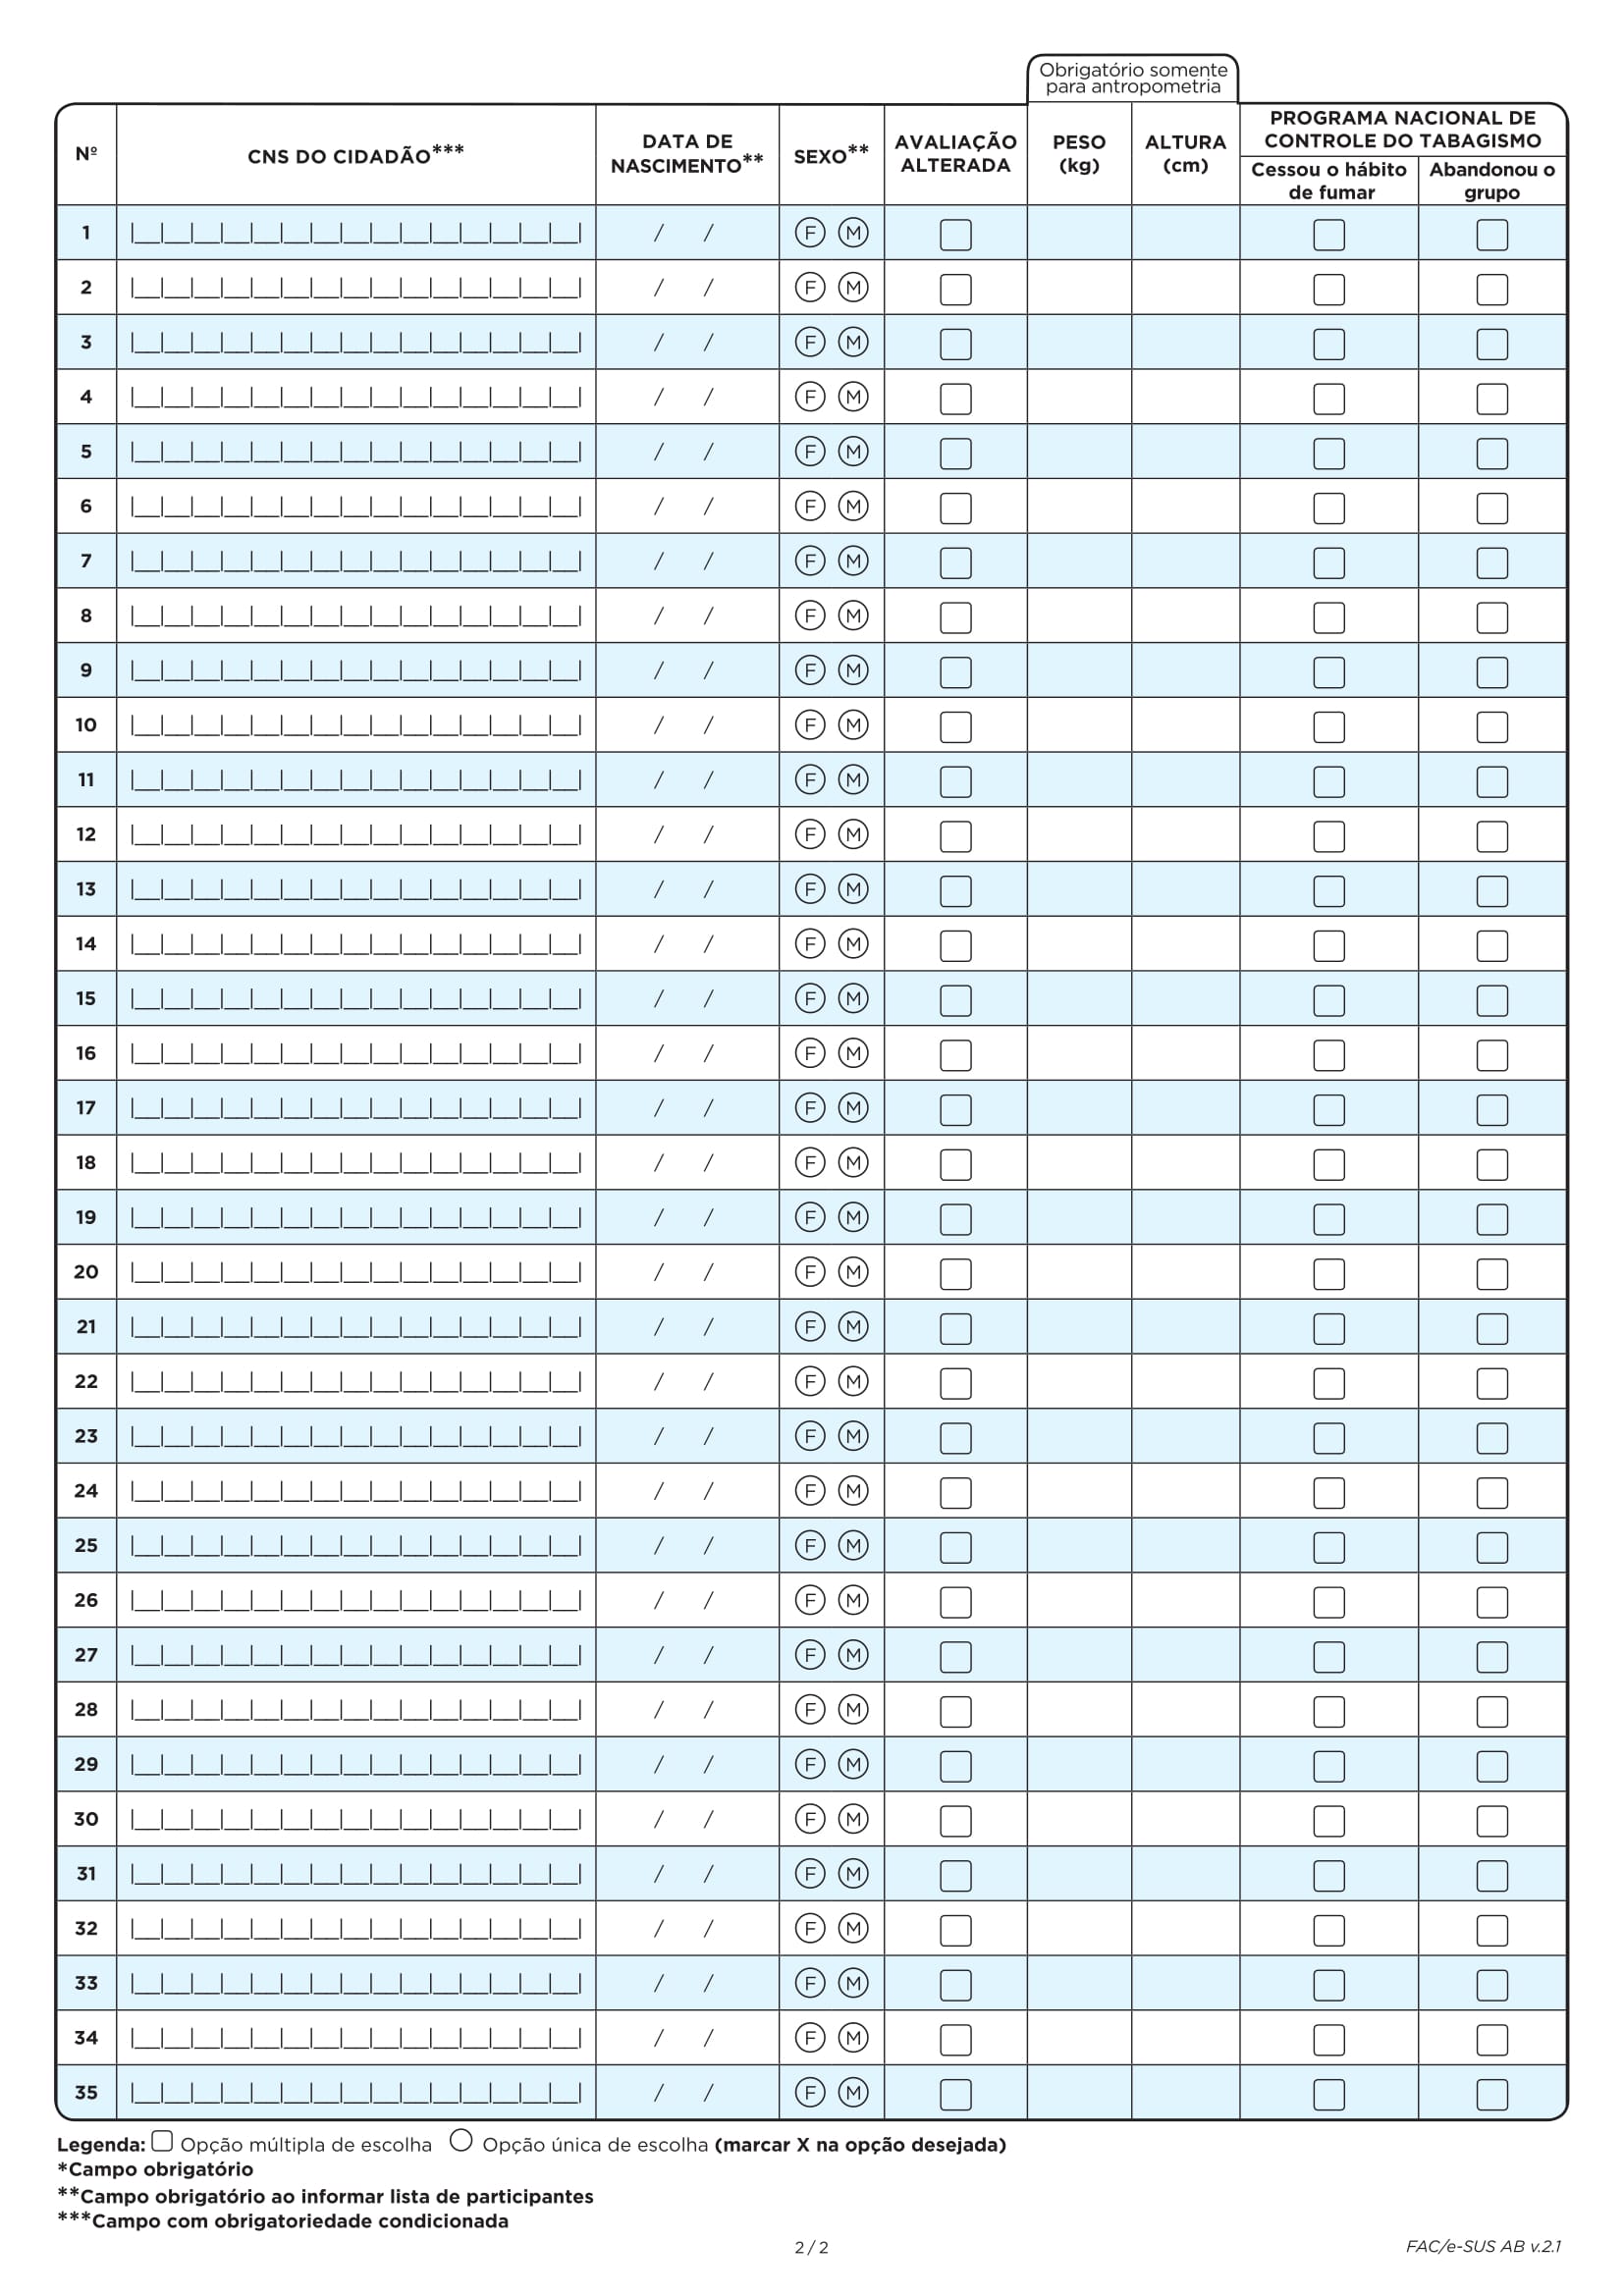 Obrigatório somente
para antropometria
Nº
CNS DO CIDADÃO***
DATA DE
NASCIMENTO**
SEXO**
AVALIAÇÃO
ALTERADA
PESO
(kg)
ALTURA
(cm)
PROGRAMA NACIONAL DE
CONTROLE DO TABAGISMO
Cessou o hábito
de fumar
Abandonou o
grupo
1 / / F M
2 / / F M
3 / / F M
4 / / F M
5 / / F M
6 / / F M
7 / / F M
8 / / F M
9 / / F M
10 / / F M
11 / / F M
12 / / F M
13 / / F M
14 / / F M
15 / / F M
16 / / F M
17 / / F M
18 / / F M
19 / / F M
20 / / F M
21 / / F M
22 / / F M
23 / / F M
24 / / F M
25 / / F M
26 / / F M
27 / / F M
28 / / F M
29 / / F M
30 / / F M
31 / / F M
32 / / F M
33 / / F M
34 / / F M
35 / / F M
Legenda: Opção múltipla de escolha Opção única de escolha (marcar X na opção desejada)
*Campo obrigatório
**Campo obrigatório ao informar lista de participantes
***Campo com obrigatoriedade condicionada
2 / 2
FAC/e-SUS AB v.2.1